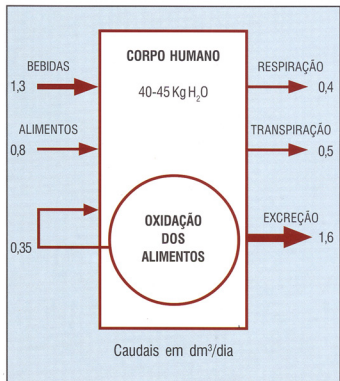 CORPO HUMANO
40-45 Kg H₂O
BEBIDAS
1,3
ALIMENTOS
0,8
0,35
OXIDAÇÃO
DOS
ALIMENTOS
RESPIRAÇÃO
0,4
TRANSPIRAÇÃO
0,5
EXCREÇÃO
1,6
Caudais em dm³/dia